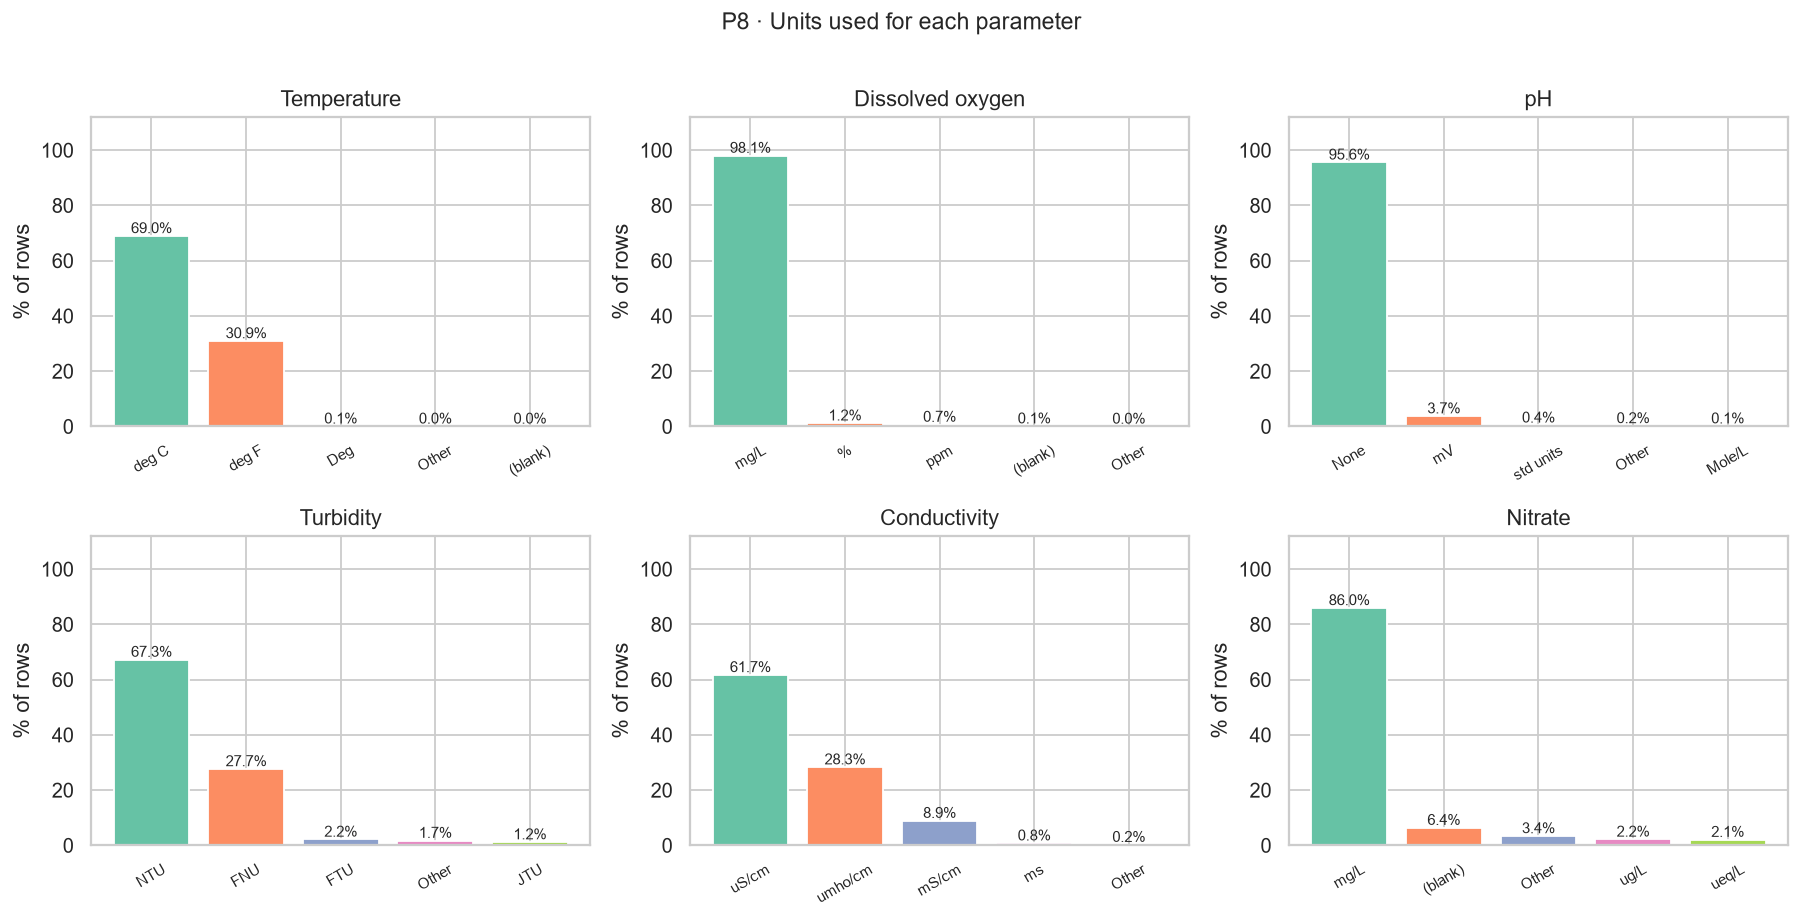 P8 · Units used for each parameter
Temperature
% of rows
100
80
60
40
20
0
69.0%
30.9%
0.1%
0.0%
0.0%
deg C
deg F
Deg
Other
(blank)
Dissolved oxygen
% of rows
100
80
60
40
20
0
98.1%
1.2%
0.7%
0.1%
0.0%
mg/L
%
ppm
(blank)
Other
pH
% of rows
100
80
60
40
20
0
95.6%
3.7%
0.4%
0.2%
0.1%
None
mV
std units
Other
Mole/L
Turbidity
% of rows
100
80
60
40
20
0
67.3%
27.7%
2.2%
1.7%
1.2%
NTU
FNU
FTU
Other
JTU
Conductivity
% of rows
100
80
60
40
20
0
61.7%
28.3%
8.9%
0.8%
0.2%
uS/cm
umho/cm
mS/cm
ms
Other
Nitrate
% of rows
100
80
60
40
20
0
86.0%
6.4%
3.4%
2.2%
2.1%
mg/L
(blank)
Other
ug/L
ueq/L